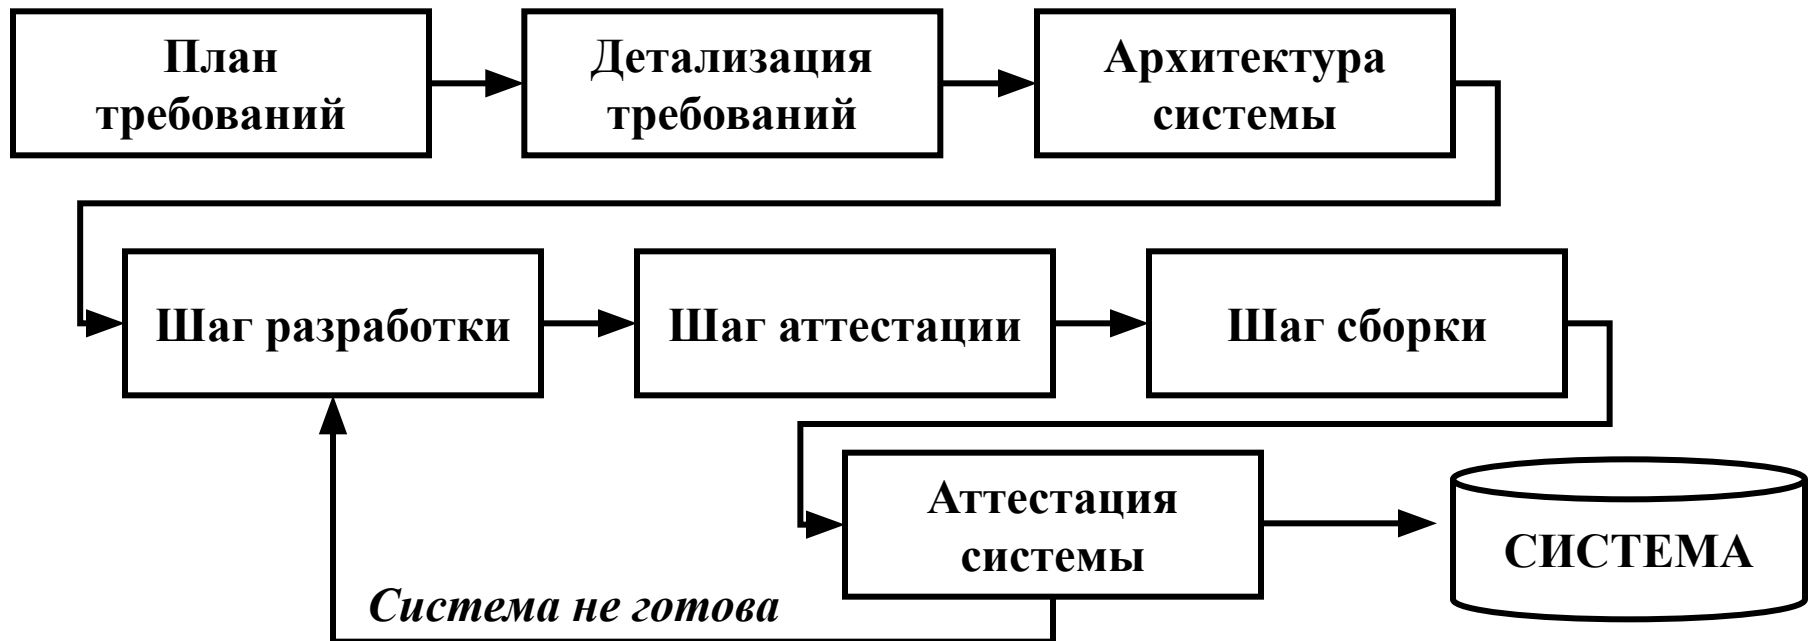 План
требований
Детализация
требований
Архитектура
системы
Шаг разработки
Шаг аттестации
Шаг сборки
Аттестация
системы
СИСТЕМА
Система не готова